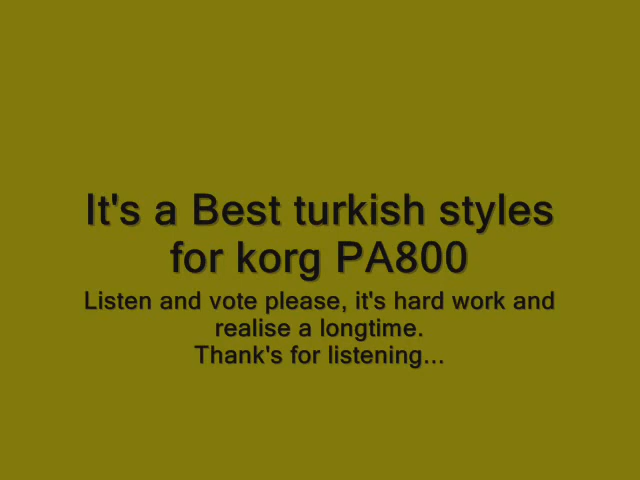 It's a Best turkish styles
for korg PA800
Listen and vote please, it's hard work and
realise a longtime.
Thank's for listening...